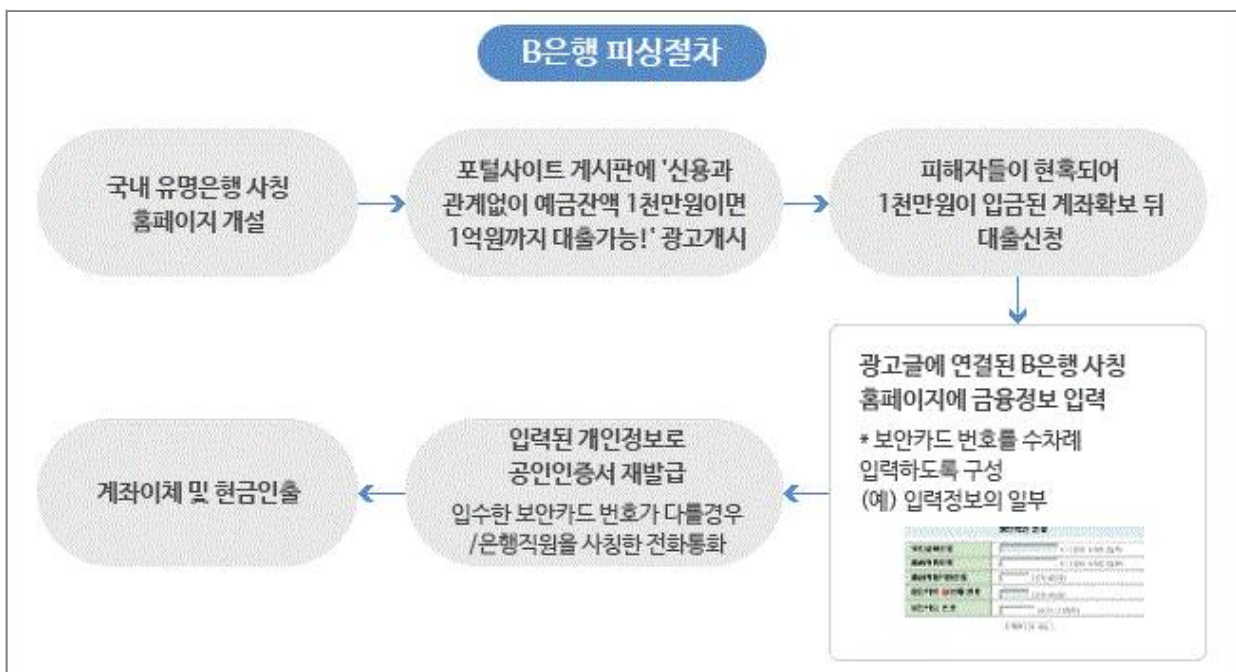 B은행 피싱절차
국내 유명은행 사칭
홈페이지 개설
포털사이트 게시판에 '신용과
관계없이 예금잔액 1천만원이면
1억원까지 대출가능!' 광고개시
피해자들이 현혹되어
1천만원이 입금된 계좌확보 뒤
대출신청
광고글에 연결된 B은행 사칭
홈페이지에 금융정보 입력
* 보안카드 번호를 수차례
입력하도록 구성
(예) 입력정보의 일부
입력된 개인정보로
공인인증서 재발급
입수한 보안카드 번호가 다를경우
/은행직원을 사칭한 전화통화
계좌이체 및 현금인출